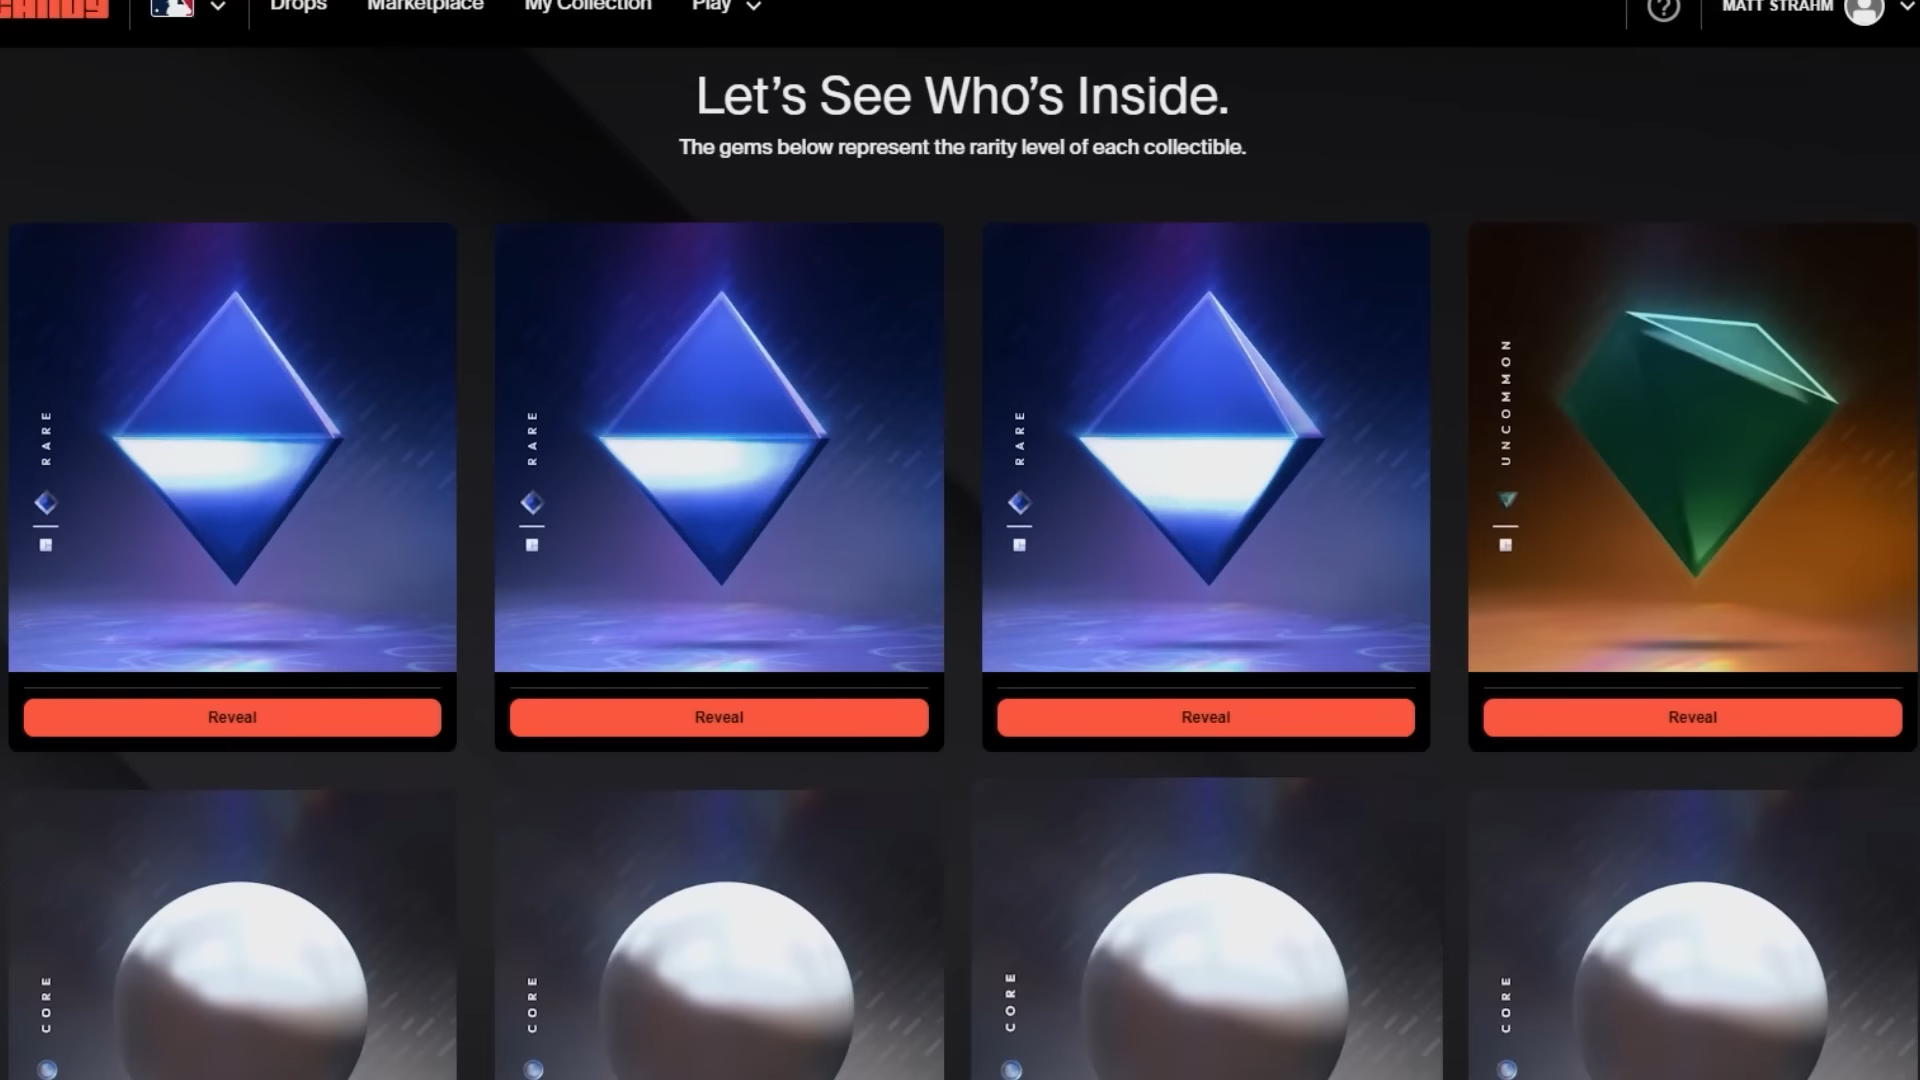 CANDY
Drops
Marketplace
My Collection
Play
MATT STRAHM
Let's See Who's Inside.
The gems below represent the rarity level of each collectible.
RARE
RARE
RARE
UNCOMMON
Reveal
Reveal
Reveal
Reveal
CORE
CORE
CORE
CORE